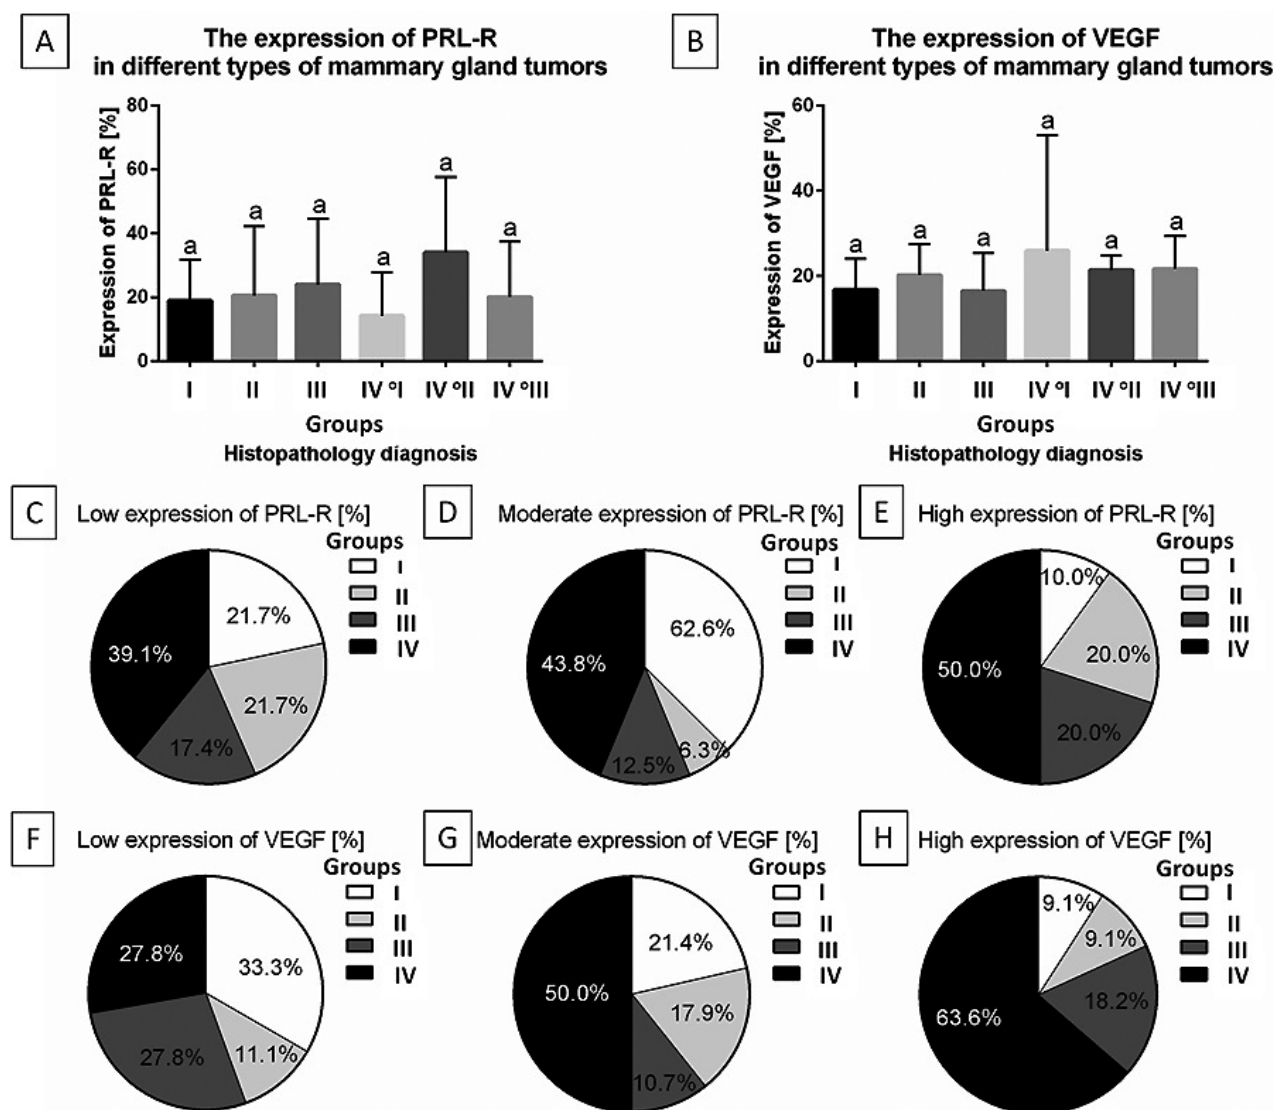 A
The expression of PRL-R
in different types of mammary gland tumors
Expression of PRL-R [%]
80
60
40
20
0
a
a
a
a
a
a
I
II
III
IV ºI
IV ºII
IV ºIII
Groups
Histopathology diagnosis
B
The expression of VEGF
in different types of mammary gland tumors
Expression of VEGF [%]
60
40
20
0
a
a
a
a
a
a
I
II
III
IV ºI
IV ºII
IV ºIII
Groups
Histopathology diagnosis
C
Low expression of PRL-R [%]
Groups
I
II
III
IV
21.7%
21.7%
17.4%
39.1%
D
Moderate expression of PRL-R [%]
Groups
I
II
III
IV
62.6%
6.3%
12.5%
43.8%
E
High expression of PRL-R [%]
Groups
I
II
III
IV
10.0%
20.0%
20.0%
50.0%
F
Low expression of VEGF [%]
Groups
I
II
III
IV
33.3%
11.1%
27.8%
27.8%
G
Moderate expression of VEGF [%]
Groups
I
II
III
IV
21.4%
17.9%
10.7%
50.0%
H
High expression of VEGF [%]
Groups
I
II
III
IV
9.1%
9.1%
18.2%
63.6%